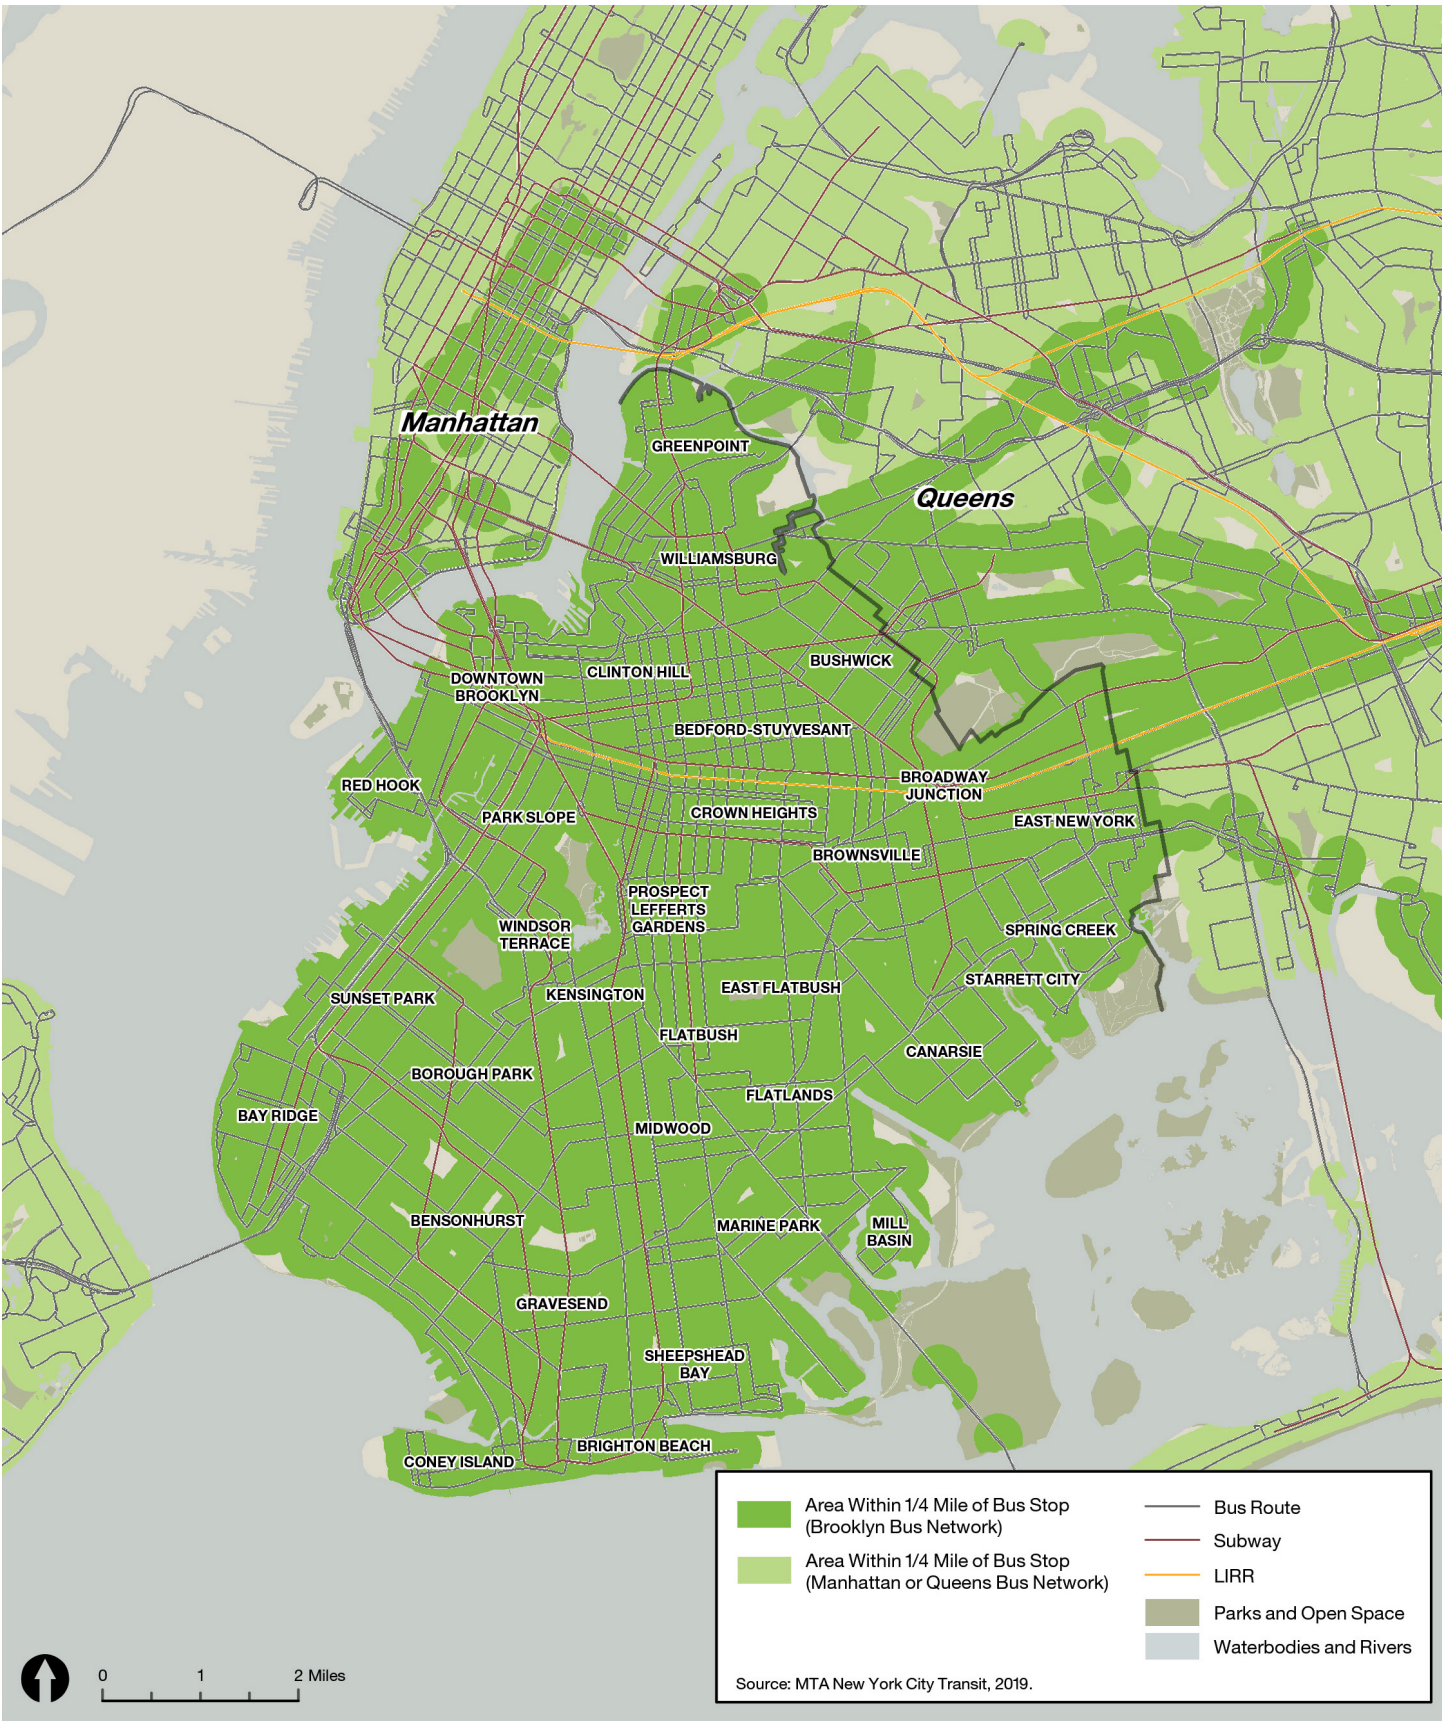 Manhattan
GREENPOINT
Queens
WILLIAMSBURG
BUSHWICK
CLINTON HILL
DOWNTOWN
BROOKLYN
BEDFORD-STUYVESANT
BROADWAY
JUNCTION
RED HOOK
PARK SLOPE
CROWN HEIGHTS
EAST NEW YORK
BROWNSVILLE
PROSPECT
LEFFERTS
GARDENS
WINDSOR
TERRACE
SPRING CREEK
STARRETT CITY
EAST FLATBUSH
SUNSET PARK
KENSINGTON
FLATBUSH
CANARSIE
BOROUGH PARK
FLATLANDS
BAY RIDGE
MIDWOOD
BENSONHURST
MARINE PARK
MILL
BASIN
GRAVESEND
SHEEPSHEAD
BAY
BRIGHTON BEACH
CONEY ISLAND
Area Within 1/4 Mile of Bus Stop
(Brooklyn Bus Network)
Area Within 1/4 Mile of Bus Stop
(Manhattan or Queens Bus Network)
Bus Route
Subway
LIRR
Parks and Open Space
Waterbodies and Rivers
Source: MTA New York City Transit, 2019.
0 1 2 Miles